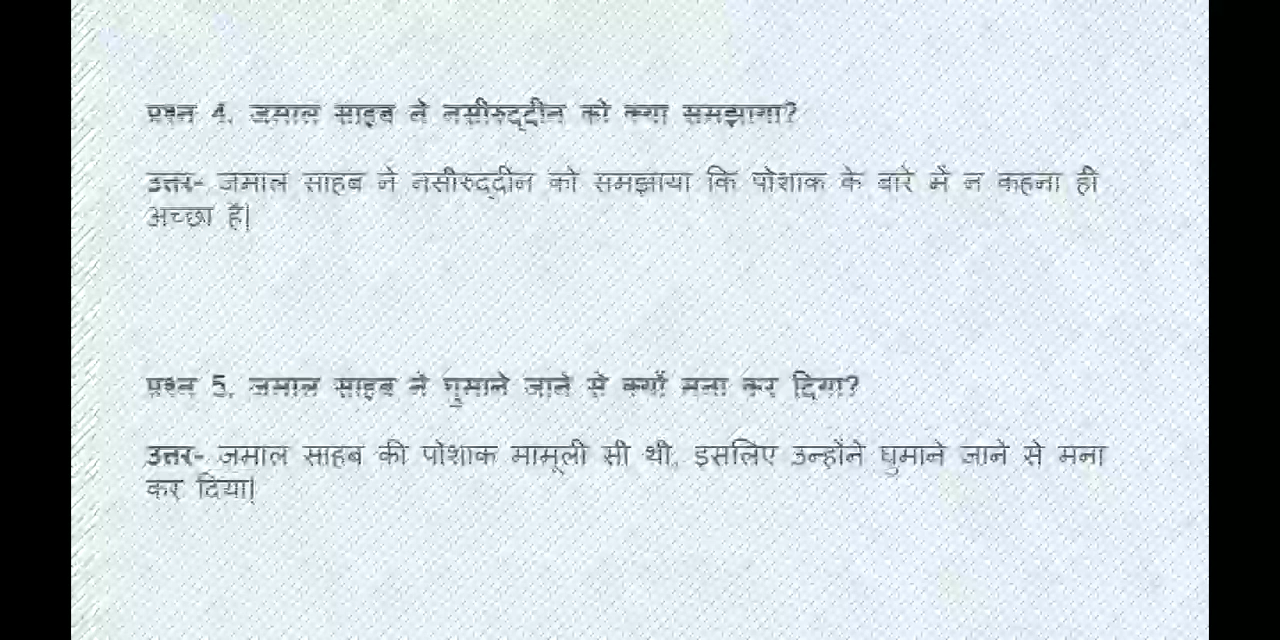 प्रश्न 4. जमाल साहब ने नसीरुद्दीन को क्या समझाया?
उत्तर- जमाल साहब ने नसीरुद्दीन को समझाया कि पोशाक के बारे में न कहना ही
अच्छा है|
प्रश्न 5. जमाल साहब ने घुमाने जाने से क्यों मना कर दिया?
उत्तर- जमाल साहब की पोशाक मामूली सी थी, इसलिए उन्होंने घुमाने जाने से मना
कर दिया|